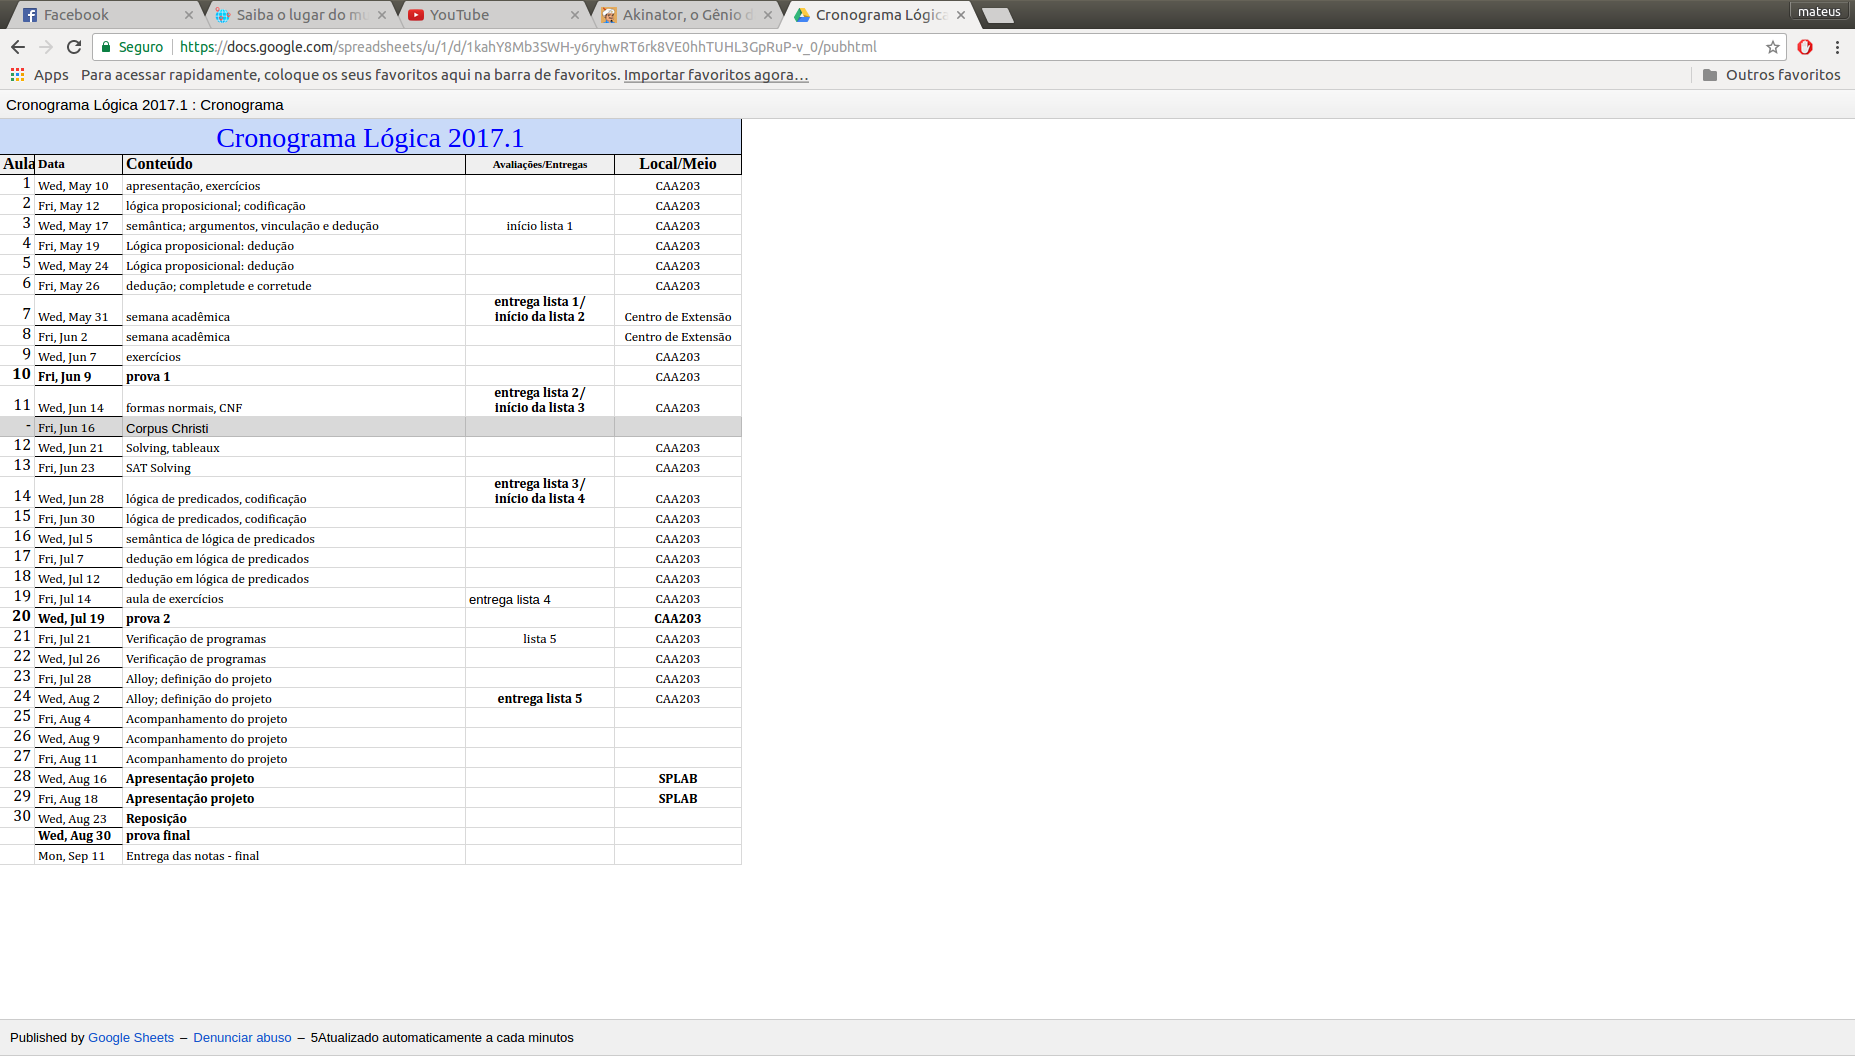 Facebook
Saiba o lugar do mu
YouTube
Akinator, o Gênio d
Cronograma Lógica
mateus
Seguro https://docs.google.com/spreadsheets/u/1/d/1kahY8Mb3SWH-y6ryhwRT6rk8VE0hhTUHL3GpRuP-v_0/pubhtml
Apps Para acessar rapidamente, coloque os seus favoritos aqui na barra de favoritos. Importar favoritos agora... Outros favoritos
Cronograma Lógica 2017.1 : Cronograma
Cronograma Lógica 2017.1
Aula Data Conteúdo Avaliações/Entregas Local/Meio
1 Wed, May 10 apresentação, exercícios CAA203
2 Fri, May 12 lógica proposicional; codificação CAA203
3 Wed, May 17 semântica; argumentos, vinculação e dedução início lista 1 CAA203
4 Fri, May 19 Lógica proposicional: dedução CAA203
5 Wed, May 24 Lógica proposicional: dedução CAA203
6 Fri, May 26 dedução; completude e corretude CAA203
entrega lista 1/
7 Wed, May 31 semana acadêmica início da lista 2 Centro de Extensão
8 Fri, Jun 2 semana acadêmica Centro de Extensão
9 Wed, Jun 7 exercícios CAA203
10 Fri, Jun 9 prova 1 CAA203
entrega lista 2/
11 Wed, Jun 14 formas normais, CNF início da lista 3 CAA203
- Fri, Jun 16 Corpus Christi
12 Wed, Jun 21 Solving, tableaux CAA203
13 Fri, Jun 23 SAT Solving CAA203
entrega lista 3/
14 Wed, Jun 28 lógica de predicados, codificação início da lista 4 CAA203
15 Fri, Jun 30 lógica de predicados, codificação CAA203
16 Wed, Jul 5 semântica de lógica de predicados CAA203
17 Fri, Jul 7 dedução em lógica de predicados CAA203
18 Wed, Jul 12 dedução em lógica de predicados CAA203
19 Fri, Jul 14 aula de exercícios entrega lista 4 CAA203
20 Wed, Jul 19 prova 2 CAA203
21 Fri, Jul 21 Verificação de programas lista 5 CAA203
22 Wed, Jul 26 Verificação de programas CAA203
23 Fri, Jul 28 Alloy; definição do projeto CAA203
24 Wed, Aug 2 Alloy; definição do projeto entrega lista 5 CAA203
25 Fri, Aug 4 Acompanhamento do projeto
26 Wed, Aug 9 Acompanhamento do projeto
27 Fri, Aug 11 Acompanhamento do projeto
28 Wed, Aug 16 Apresentação projeto SPLAB
29 Fri, Aug 18 Apresentação projeto SPLAB
30 Wed, Aug 23 Reposição
Wed, Aug 30 prova final
Mon, Sep 11 Entrega das notas - final
Published by Google Sheets – Denunciar abuso – 5Atualizado automaticamente a cada minutos